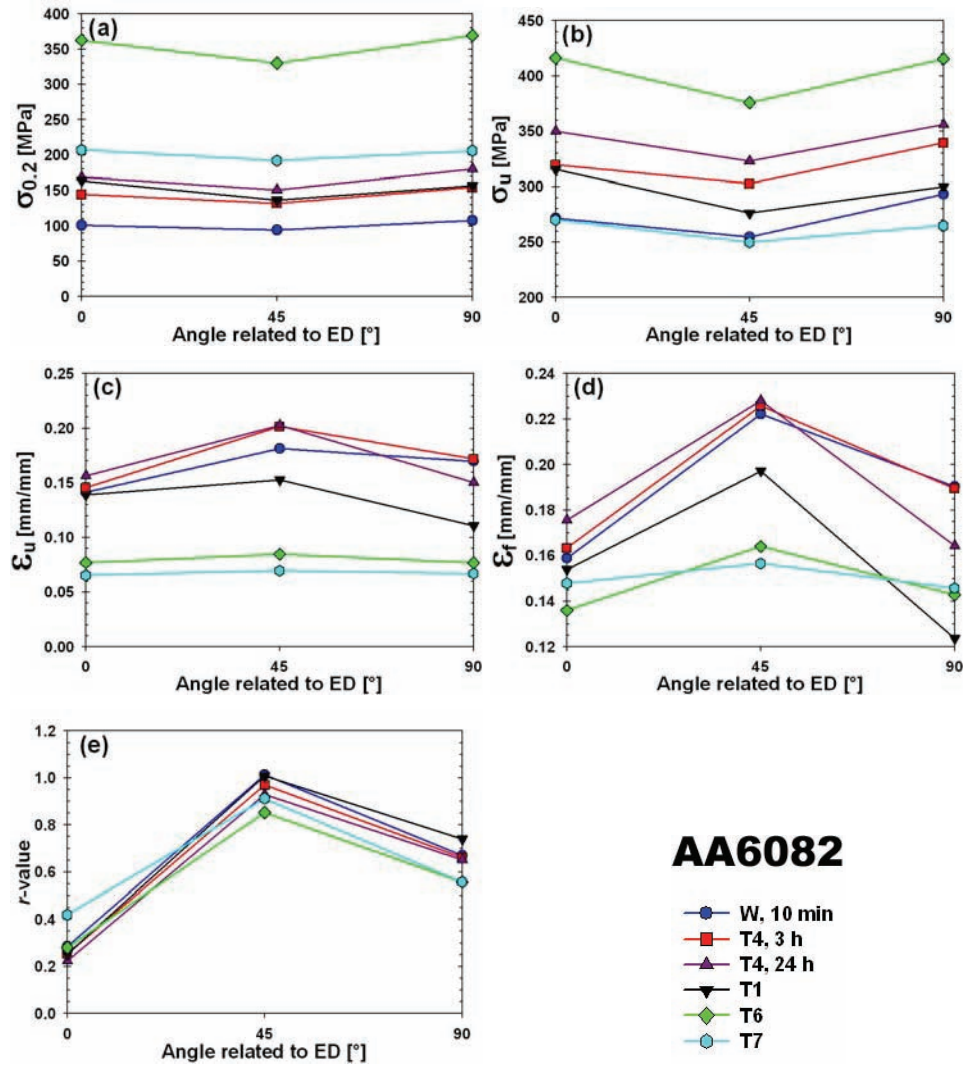 (a)
σ0.2 [MPa]
400
350
300
250
200
150
100
50
0
0 45 90
Angle related to ED [°]
(b)
σu [MPa]
450
400
350
300
250
200
0 45 90
Angle related to ED [°]
(c)
εu [mm/mm]
0.25
0.20
0.15
0.10
0.05
0.00
0 45 90
Angle related to ED [°]
(d)
εf [mm/mm]
0.24
0.22
0.20
0.18
0.16
0.14
0.12
0 45 90
Angle related to ED [°]
(e)
r-value
1.2
1.0
0.8
0.6
0.4
0.2
0.0
0 45 90
Angle related to ED [°]
AA6082
W, 10 min
T4, 3 h
T4, 24 h
T1
T6
T7